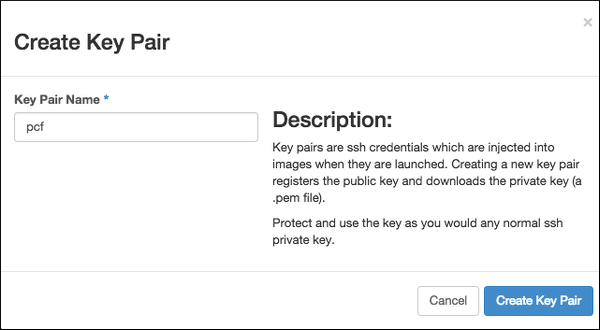 ×
Create Key Pair
Key Pair Name *
pcf
Description:
Key pairs are ssh credentials which are injected into
images when they are launched. Creating a new key pair
registers the public key and downloads the private key (a
.pem file).
Protect and use the key as you would any normal ssh
private key.
Cancel
Create Key Pair